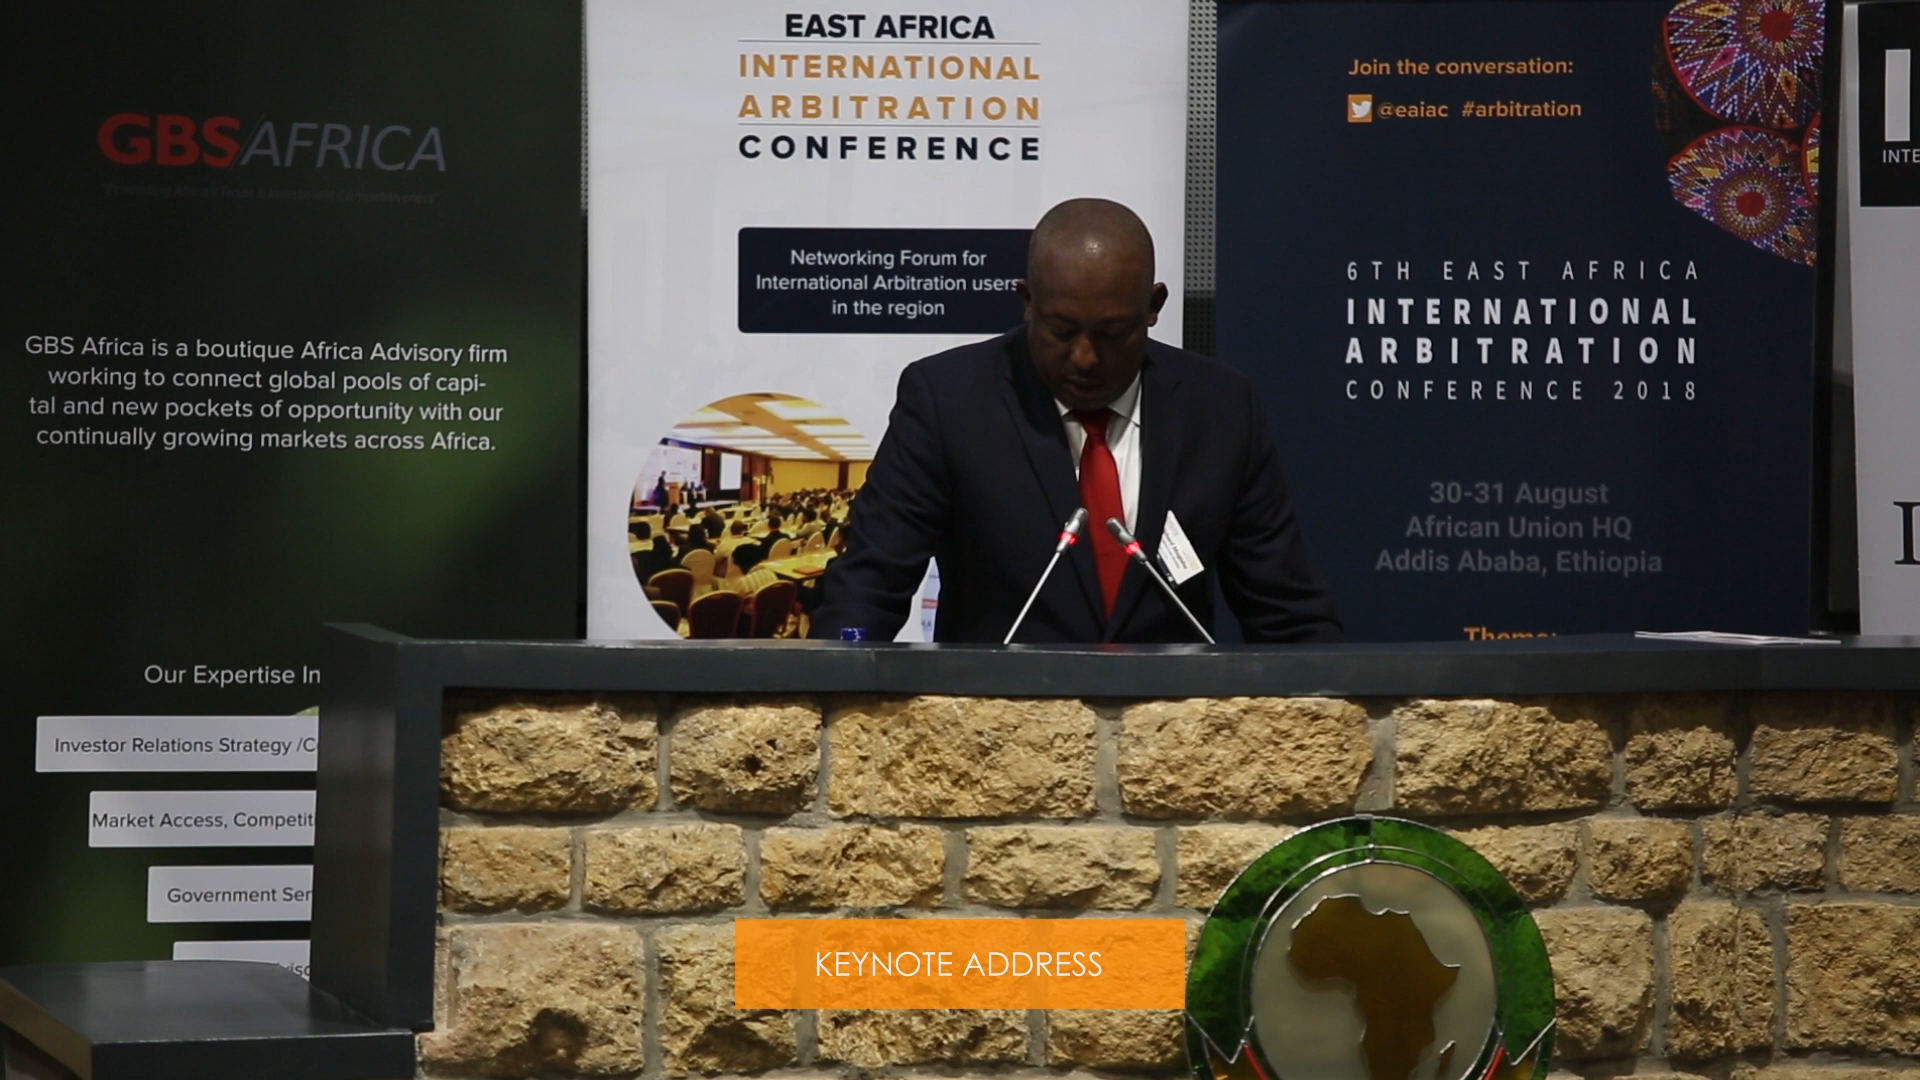 GBS/AFRICA
GBS Africa is a boutique Africa Advisory firm
working to connect global pools of capi-
tal and new pockets of opportunity with our
continually growing markets across Africa.
Our Expertise In
Investor Relations Strategy /C
Market Access, Competit
Government Ser
EAST AFRICA
INTERNATIONAL
ARBITRATION
CONFERENCE
Networking Forum for
International Arbitration users
in the region
Join the conversation:
@eaiac #arbitration
6TH EAST AFRICA
INTERNATIONAL
ARBITRATION
CONFERENCE 2018
30-31 August
African Union HQ
Addis Ababa, Ethiopia
Theme:
INTE
KEYNOTE ADDRESS